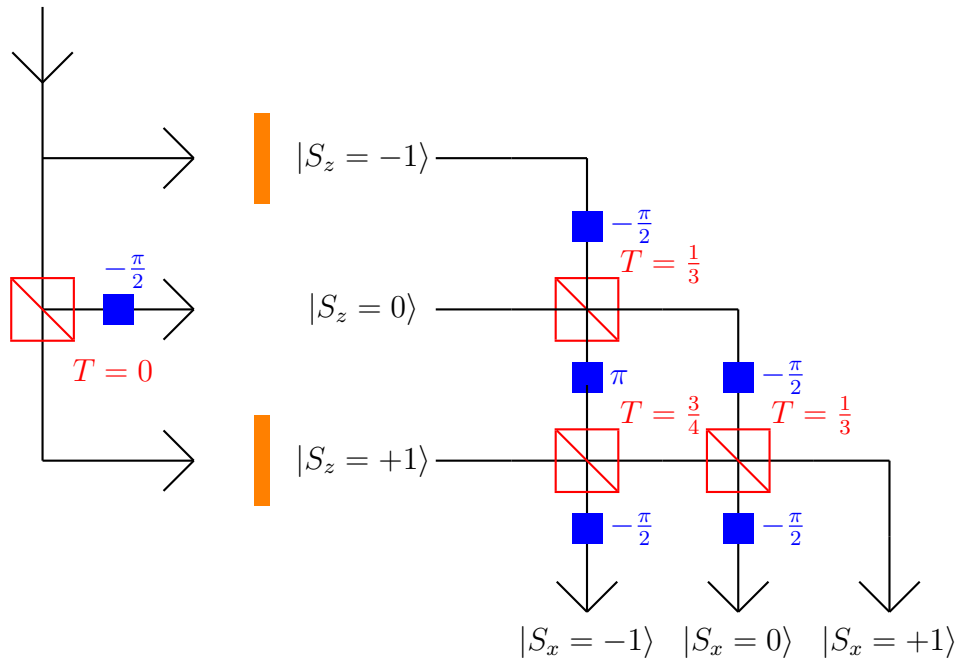 |S_z = −1⟩
−π/2
T = 1/3
−π/2
|S_z = 0⟩
T = 0
π
−π/2
T = 3/4
T = 1/3
|S_z = +1⟩
−π/2
−π/2
|S_x = −1⟩ |S_x = 0⟩ |S_x = +1⟩